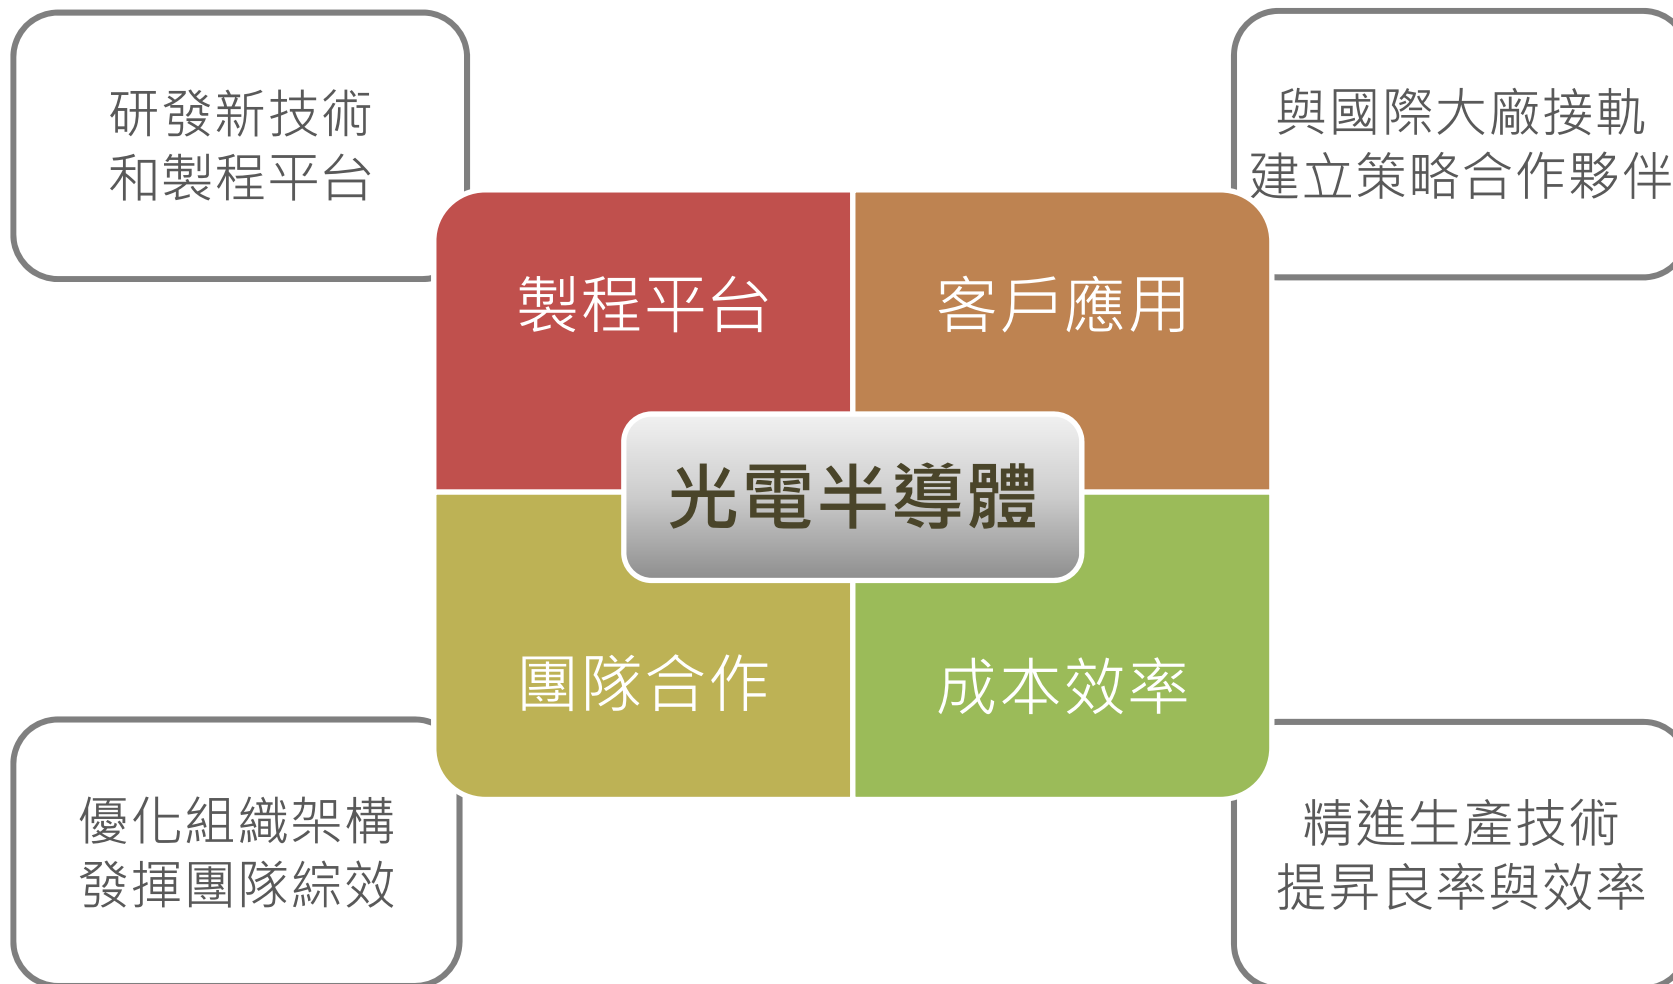 研發新技術
和製程平台
與國際大廠接軌
建立策略合作夥伴
製程平台
客戶應用
光電半導體
團隊合作
成本效率
優化組織架構
發揮團隊綜效
精進生產技術
提昇良率與效率